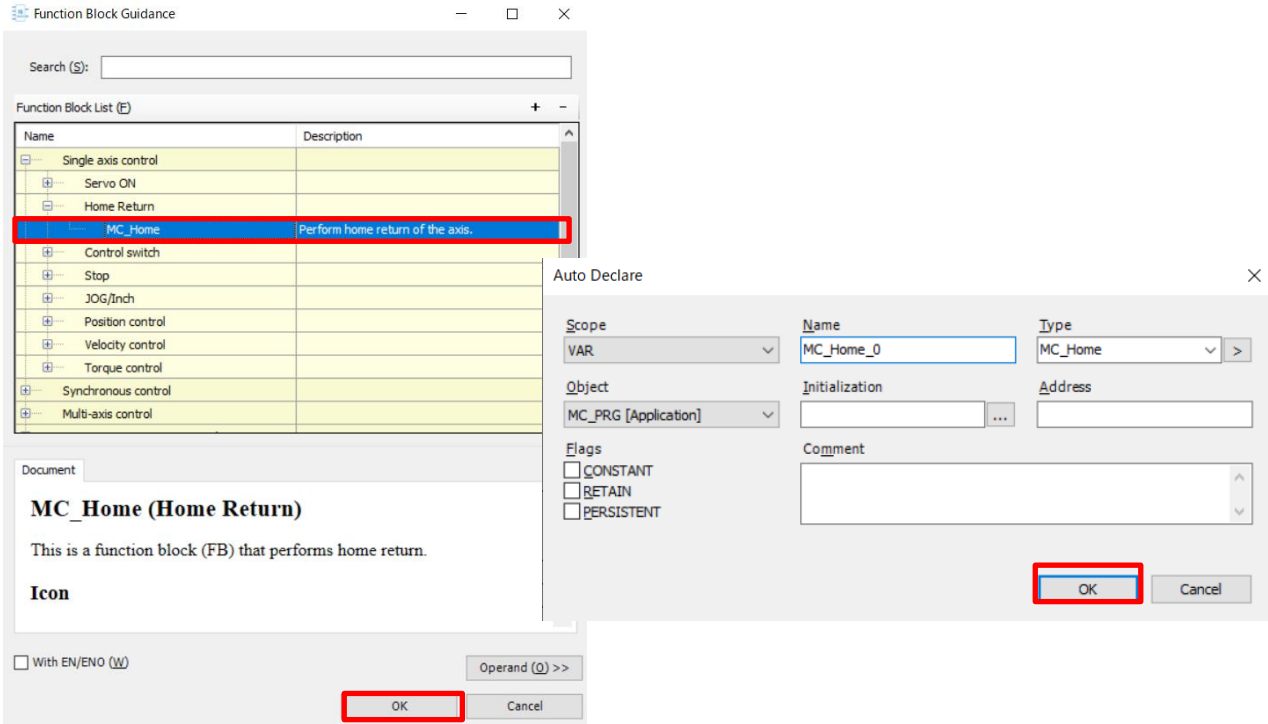 Function Block Guidance
Search (S):
Function Block List (F) + -
Name Description
Single axis control
Servo ON
Home Return
MC_Home Perform home return of the axis.
Control switch
Stop
JOG/Inch
Position control
Velocity control
Torque control
Synchronous control
Multi-axis control
Document
MC_Home (Home Return)
This is a function block (FB) that performs home return.
Icon
With EN/ENO (W)
Operand (O) >>
OK Cancel
Auto Declare
Scope Name Type
VAR MC_Home_0 MC_Home >
Object Initialization Address
MC_PRG [Application] ...
Flags Comment
CONSTANT
RETAIN
PERSISTENT
OK Cancel